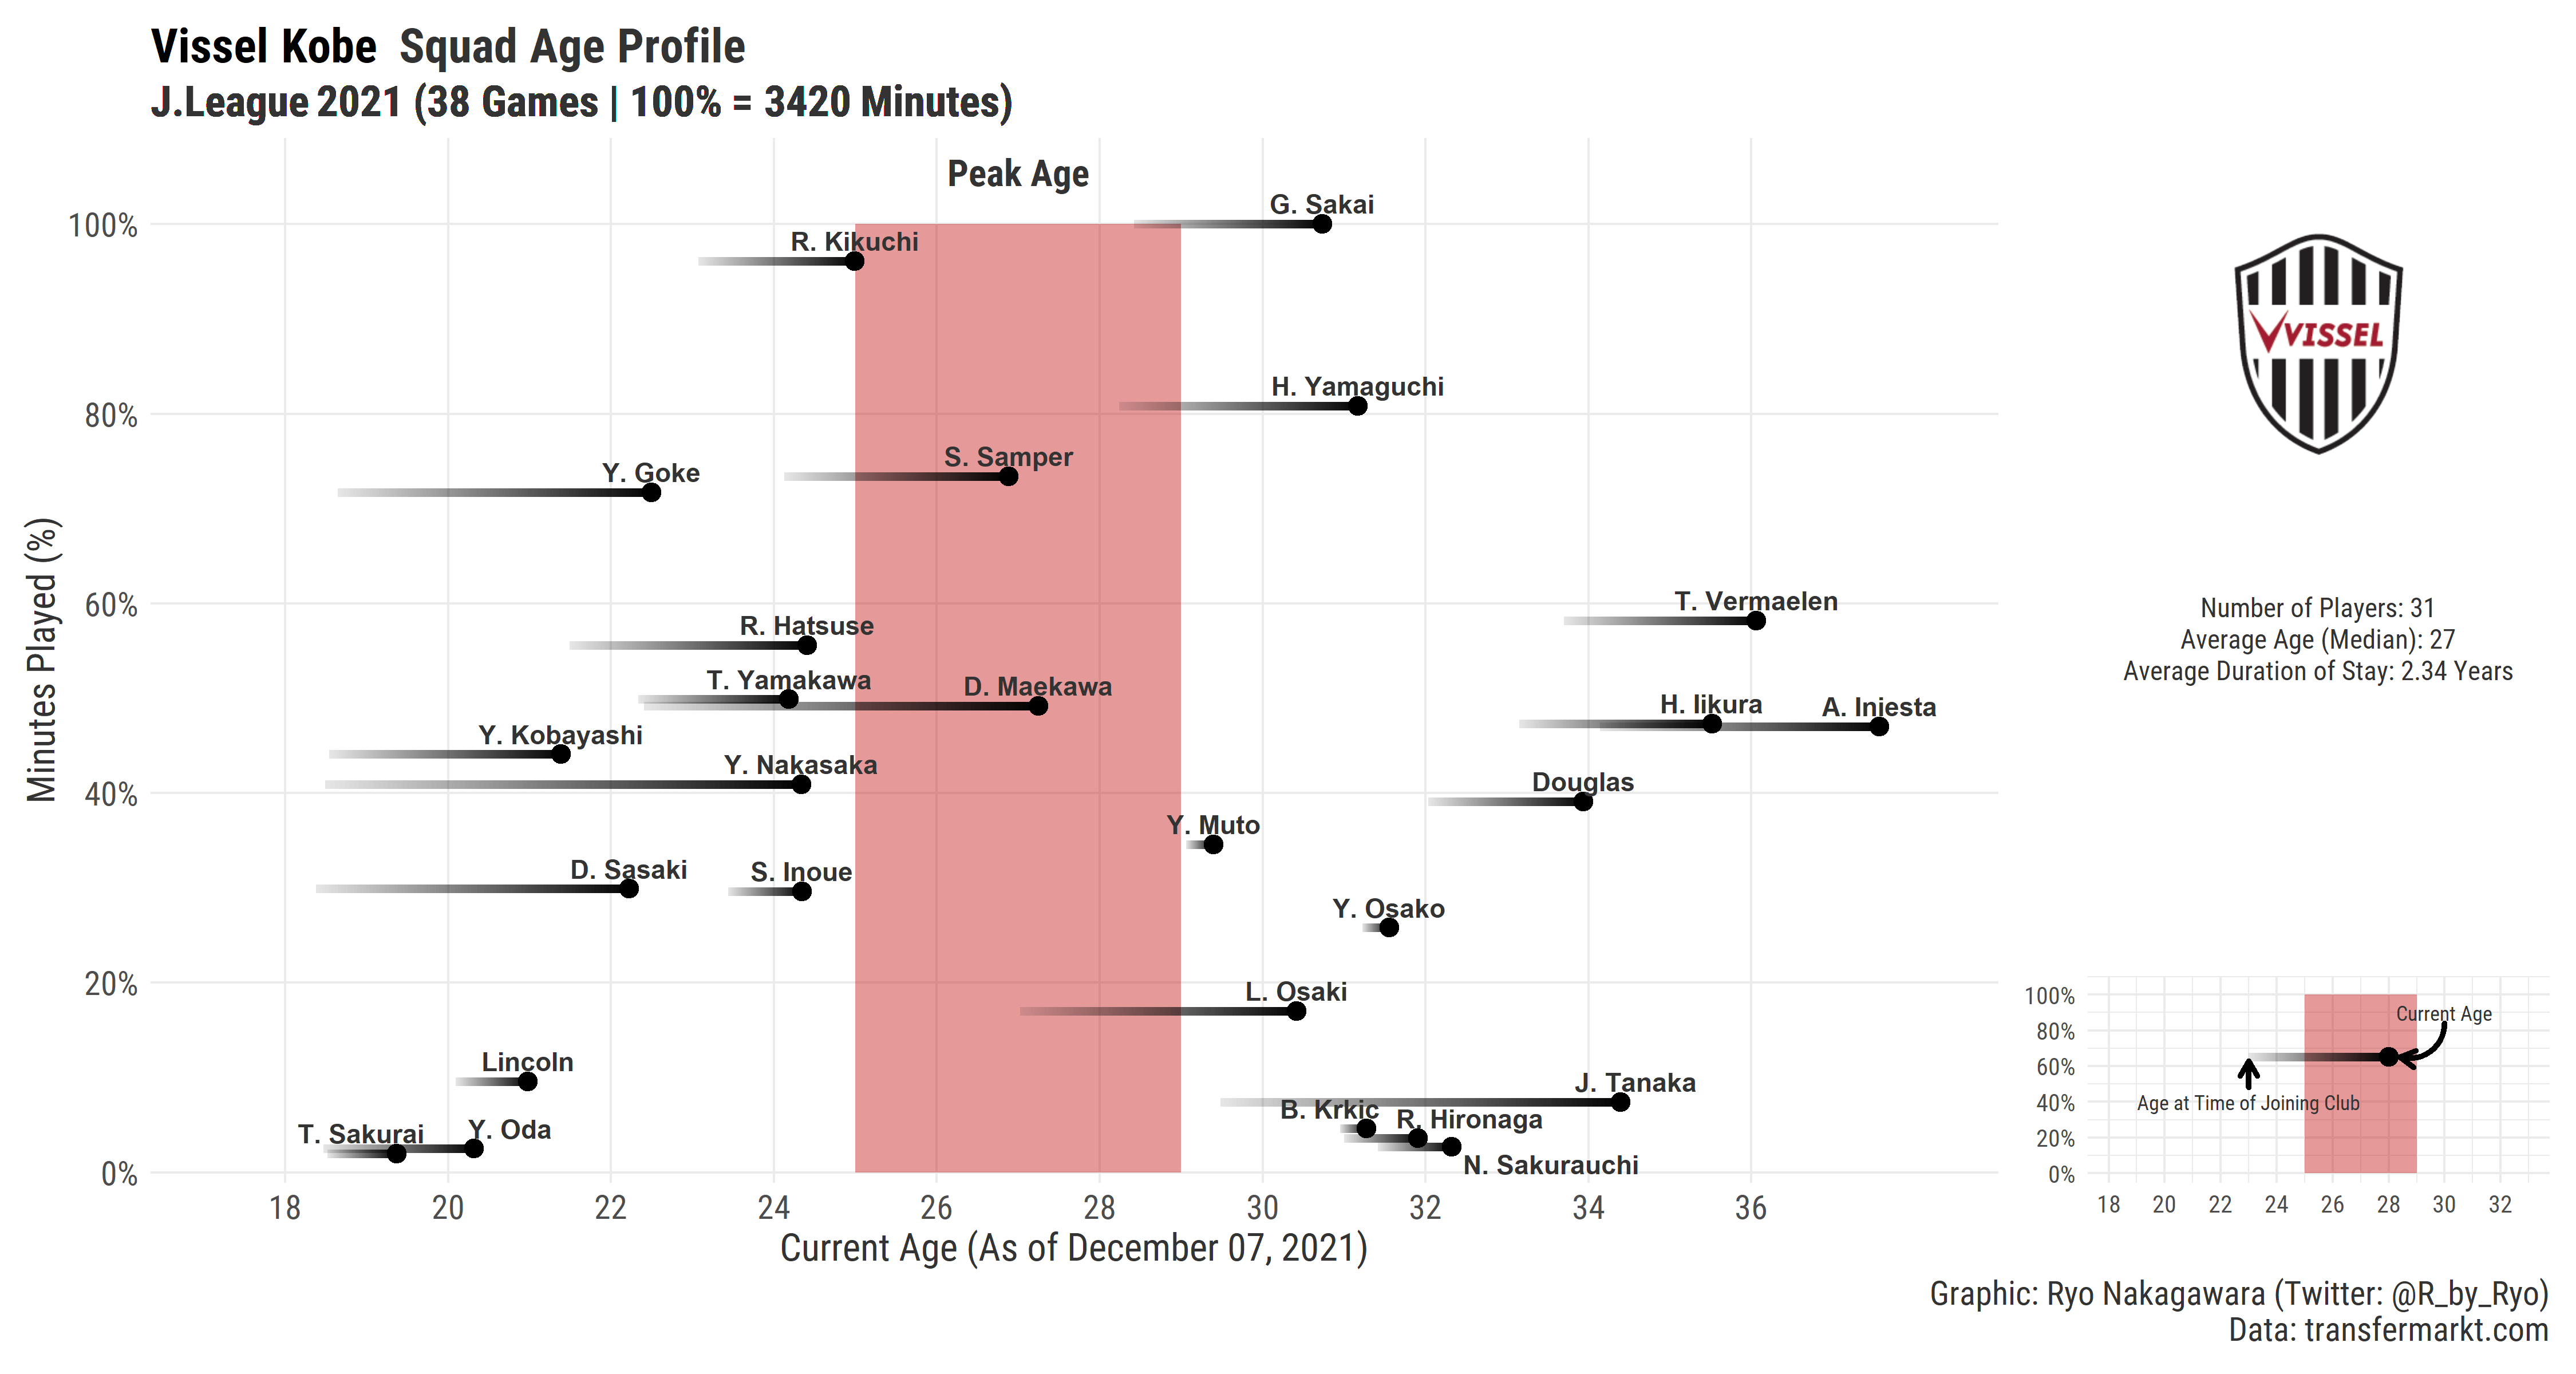 Vissel Kobe Squad Age Profile
J.League 2021 (38 Games | 100% = 3420 Minutes)
Peak Age
G. Sakai
100%
R. Kikuchi
VISSEL
H. Yamaguchi
80%
S. Samper
Y. Goke
Minutes Played (%)
60%
T. Vermaelen
Number of Players: 31
Average Age (Median): 27
Average Duration of Stay: 2.34 Years
R. Hatsuse
T. Yamakawa
D. Maekawa
H. Iikura
A. Iniesta
Y. Kobayashi
Y. Nakasaka
40%
Douglas
Y. Muto
D. Sasaki
S. Inoue
Y. Osako
20%
L. Osaki
Lincoln
J. Tanaka
B. Krkic
R. Hironaga
T. Sakurai
Y. Oda
N. Sakurauchi
0%
18 20 22 24 26 28 30 32 34 36
Current Age (As of December 07, 2021)
100%
80%
60%
40%
20%
0%
Current Age
Age at Time of Joining Club
18 20 22 24 26 28 30 32
Graphic: Ryo Nakagawara (Twitter: @R_by_Ryo)
Data: transfermarkt.com